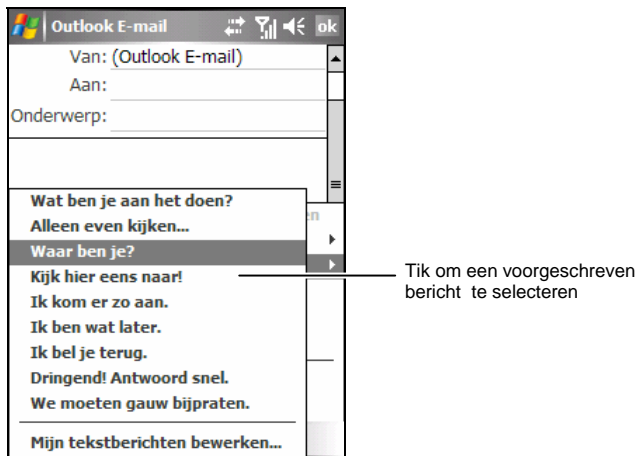 Outlook E-mail ok
Van: (Outlook E-mail)
Aan:
Onderwerp:
Wat ben je aan het doen?
Alleen even kijken...
Waar ben je?
Kijk hier eens naar!
Ik kom er zo aan.
Ik ben wat later.
Ik bel je terug.
Dringend! Antwoord snel.
We moeten gauw bijpraten.
Mijn tekstberichten bewerken...
Tik om een voorgeschreven
bericht te selecteren